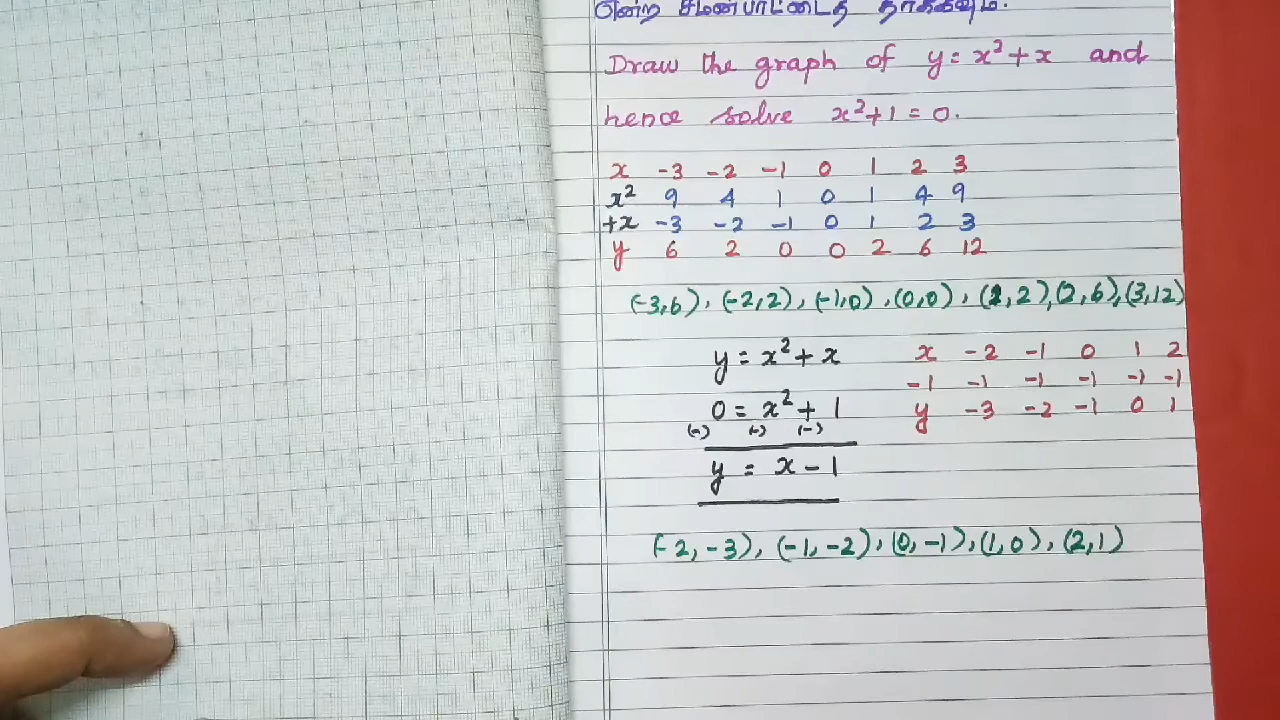 என்ற சமன்பாட்டைத் தீர்க்கவும்.
Draw the graph of y = x² + x and
hence solve x² + 1 = 0.
x -3 -2 -1 0 1 2 3
x² 9 4 1 0 1 4 9
+x -3 -2 -1 0 1 2 3
y 6 2 0 0 2 6 12
(-3,6), (-2,2), (-1,0), (0,0), (1,2), (2,6), (3,12)
y = x² + x
0 = x² + 1
(-) (-) (-)
y = x - 1
x -2 -1 0 1 2
-1 -1 -1 -1 -1 -1
y -3 -2 -1 0 1
(-2,-3), (-1,-2), (0,-1), (1,0), (2,1)